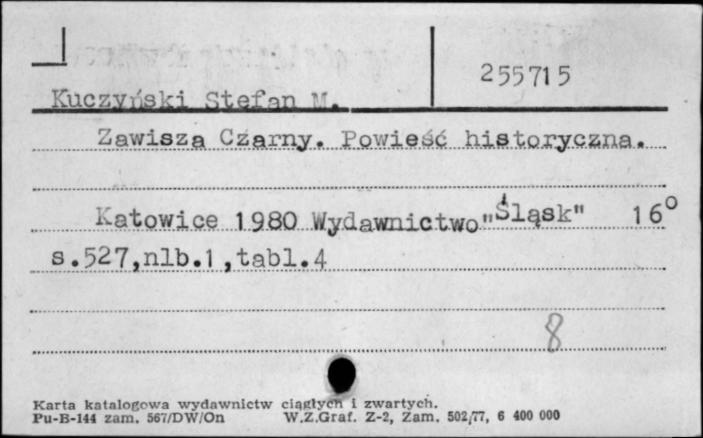 255715
Kuczyński Stefan M.
Zawisza Czarny. Powieść historyczna.
Katowice 1980 Wydawnictwo "Śląsk" 16°
s.527,nlb.1,tabl.4
8
Karta katalogowa wydawnictw ciągłych i zwartych.
Pu-B-144 zam. 567/DW/On W.Z.Graf. Z-2, Zam. 502/77, 6 400 000